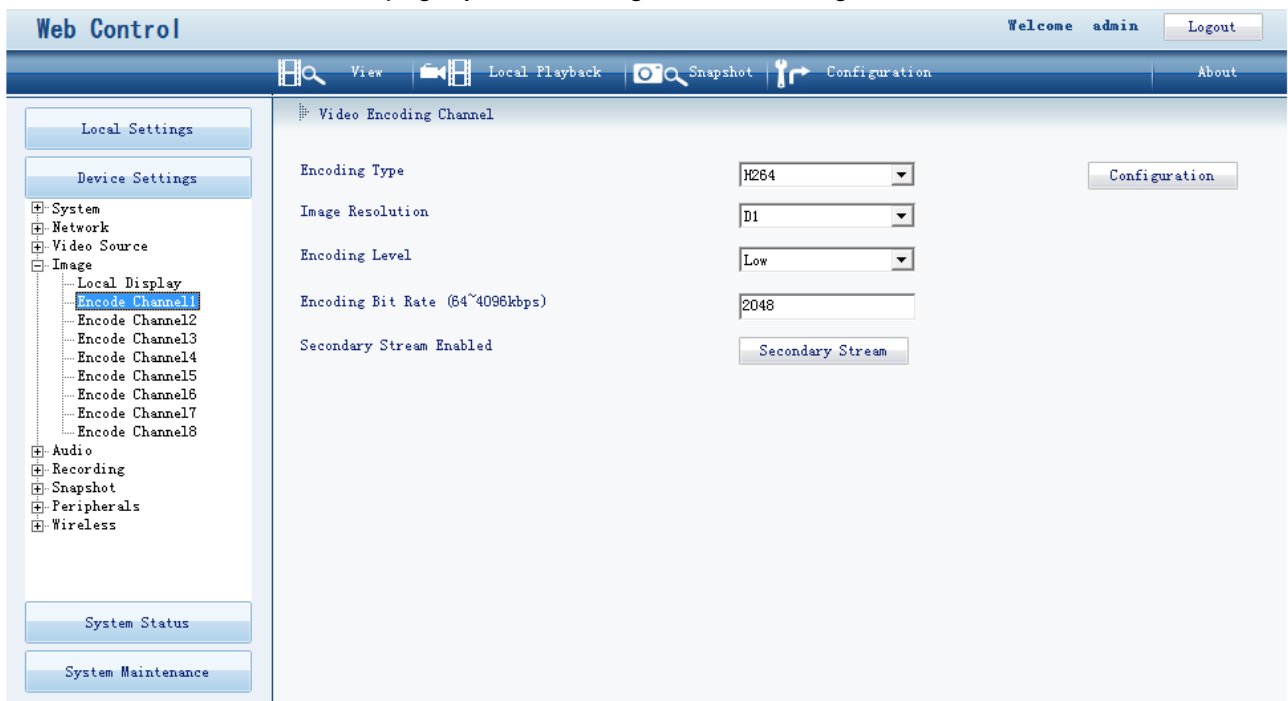 Web Control
Welcome admin
Logout
View
Local Playback
Snapshot
Configuration
About
Local Settings
Device Settings
System
Network
Video Source
Image
Local Display
Encode Channel1
Encode Channel2
Encode Channel3
Encode Channel4
Encode Channel5
Encode Channel6
Encode Channel7
Encode Channel8
Audio
Recording
Snapshot
Peripherals
Wireless
System Status
System Maintenance
Video Encoding Channel
Encoding Type
H264
Configuration
Image Resolution
D1
Encoding Level
Low
Encoding Bit Rate (64~4096kbps)
2048
Secondary Stream Enabled
Secondary Stream